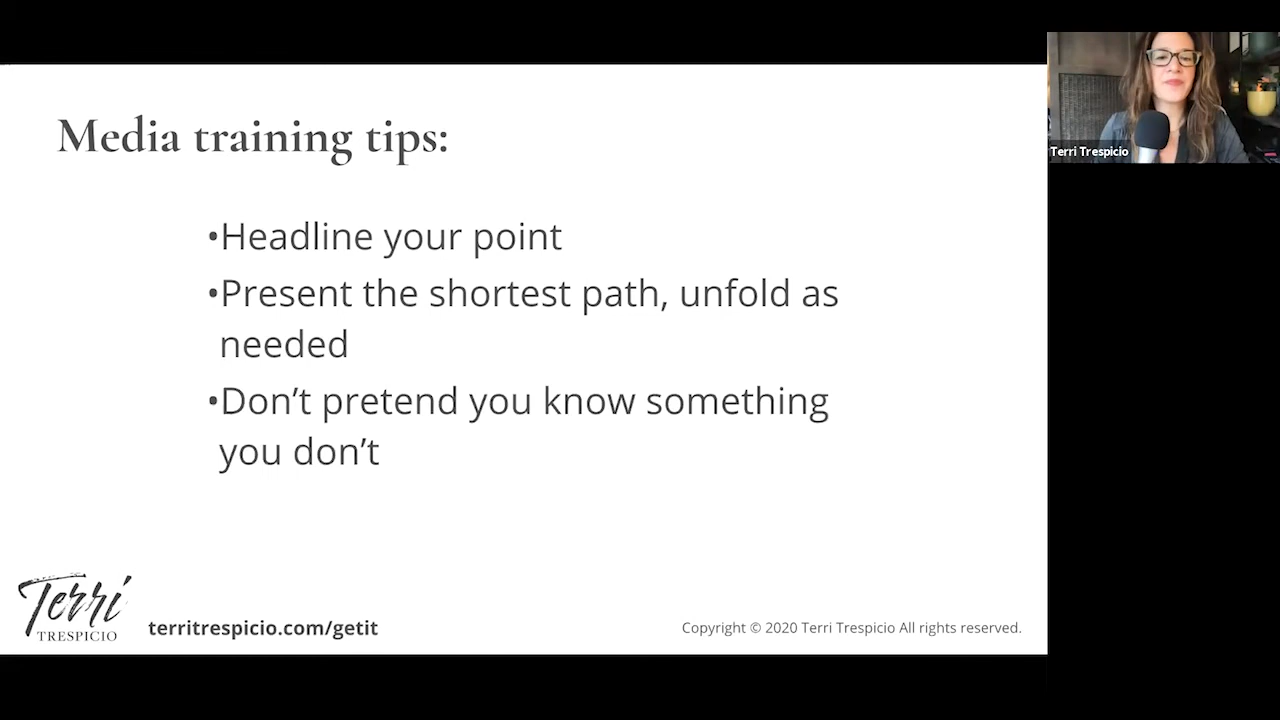 Media training tips:
•Headline your point
•Present the shortest path, unfold as
needed
•Don’t pretend you know something
you don’t
Terri
TRESPICIO
territrespicio.com/getit
Copyright © 2020 Terri Trespicio All rights reserved.
Terri Trespicio